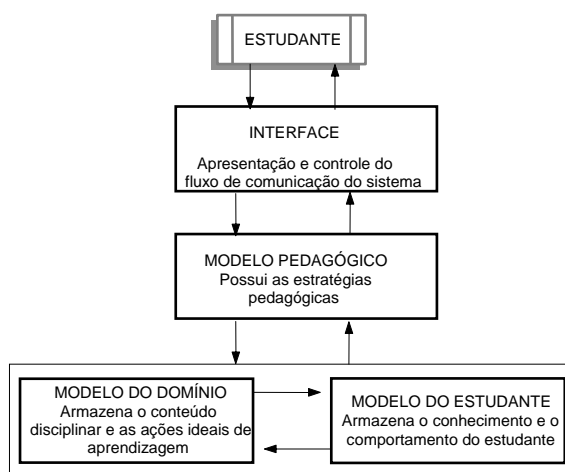 ESTUDANTE
INTERFACE
Apresentação e controle do
fluxo de comunicação do sistema
MODELO PEDAGÓGICO
Possui as estratégias
pedagógicas
MODELO DO DOMÍNIO
Armazena o conteúdo
disciplinar e as ações ideais de
aprendizagem
MODELO DO ESTUDANTE
Armazena o conhecimento e o
comportamento do estudante